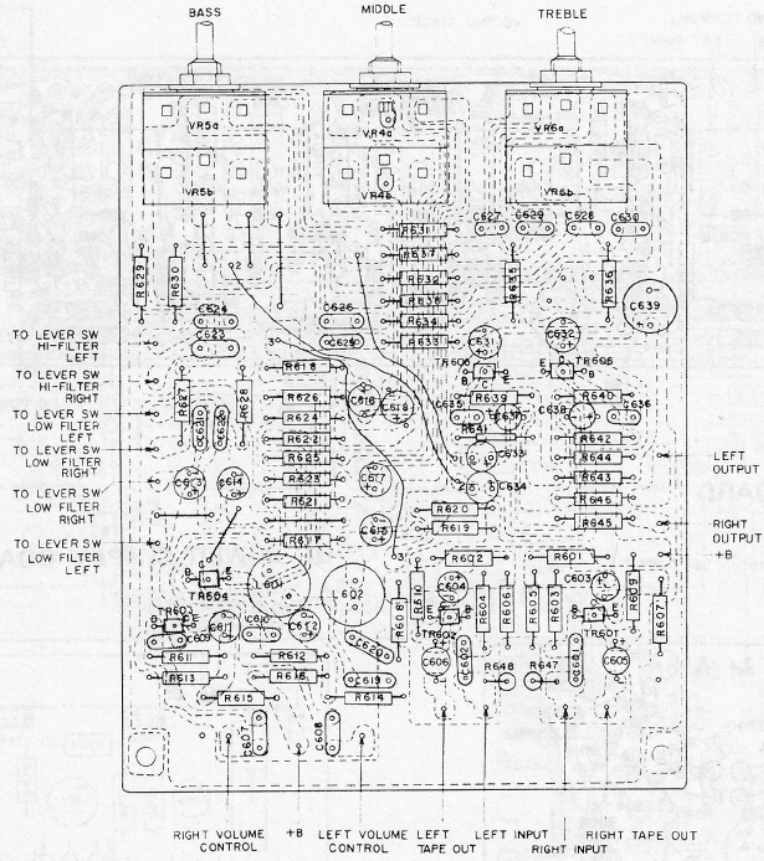 BASS
MIDDLE
TREBLE
VR5a
VR4a
VR6a
VR5b
VR4b
VR6b
C627
C629
C628
C630
R631
R637
R632
R638
R634
R633
R629
R630
R635
R636
C639
C624
C623
C626
C625
C631
C632
3
2
TO LEVER SW
HI-FILTER
LEFT
TO LEVER SW
HI-FILTER
RIGHT
TO LEVER SW
LOW FILTER
LEFT
TO LEVER SW
LOW FILTER
RIGHT
TO LEVER SW
LOW FILTER
RIGHT
TO LEVER SW
LOW FILTER
LEFT
R618
R626
R624
R622
R625
R623
R621
R617
R627
R628
C621
C616
C618
C617
C615
C613
C614
TR605
B
C
E
TR606
E
C
B
R639
R640
C635
C637
C638
C636
R641
R642
R644
R643
R646
R645
C633
C634
1
2
3
R620
R619
R602
R601
LEFT
OUTPUT
RIGHT
OUTPUT
+B
B
C
E
TR604
L601
L602
R608
R610
C604
R604
R606
R605
R603
C603
R609
R607
TR603
B
E
C609
C611
C610
C612
C620
TR602
E
B
C606
C602
R648
R647
C605
R611
R612
R613
R616
C619
R615
R614
C607
C608
RIGHT VOLUME
CONTROL
+B
LEFT VOLUME
CONTROL
LEFT
TAPE OUT
LEFT INPUT
RIGHT INPUT
RIGHT TAPE OUT